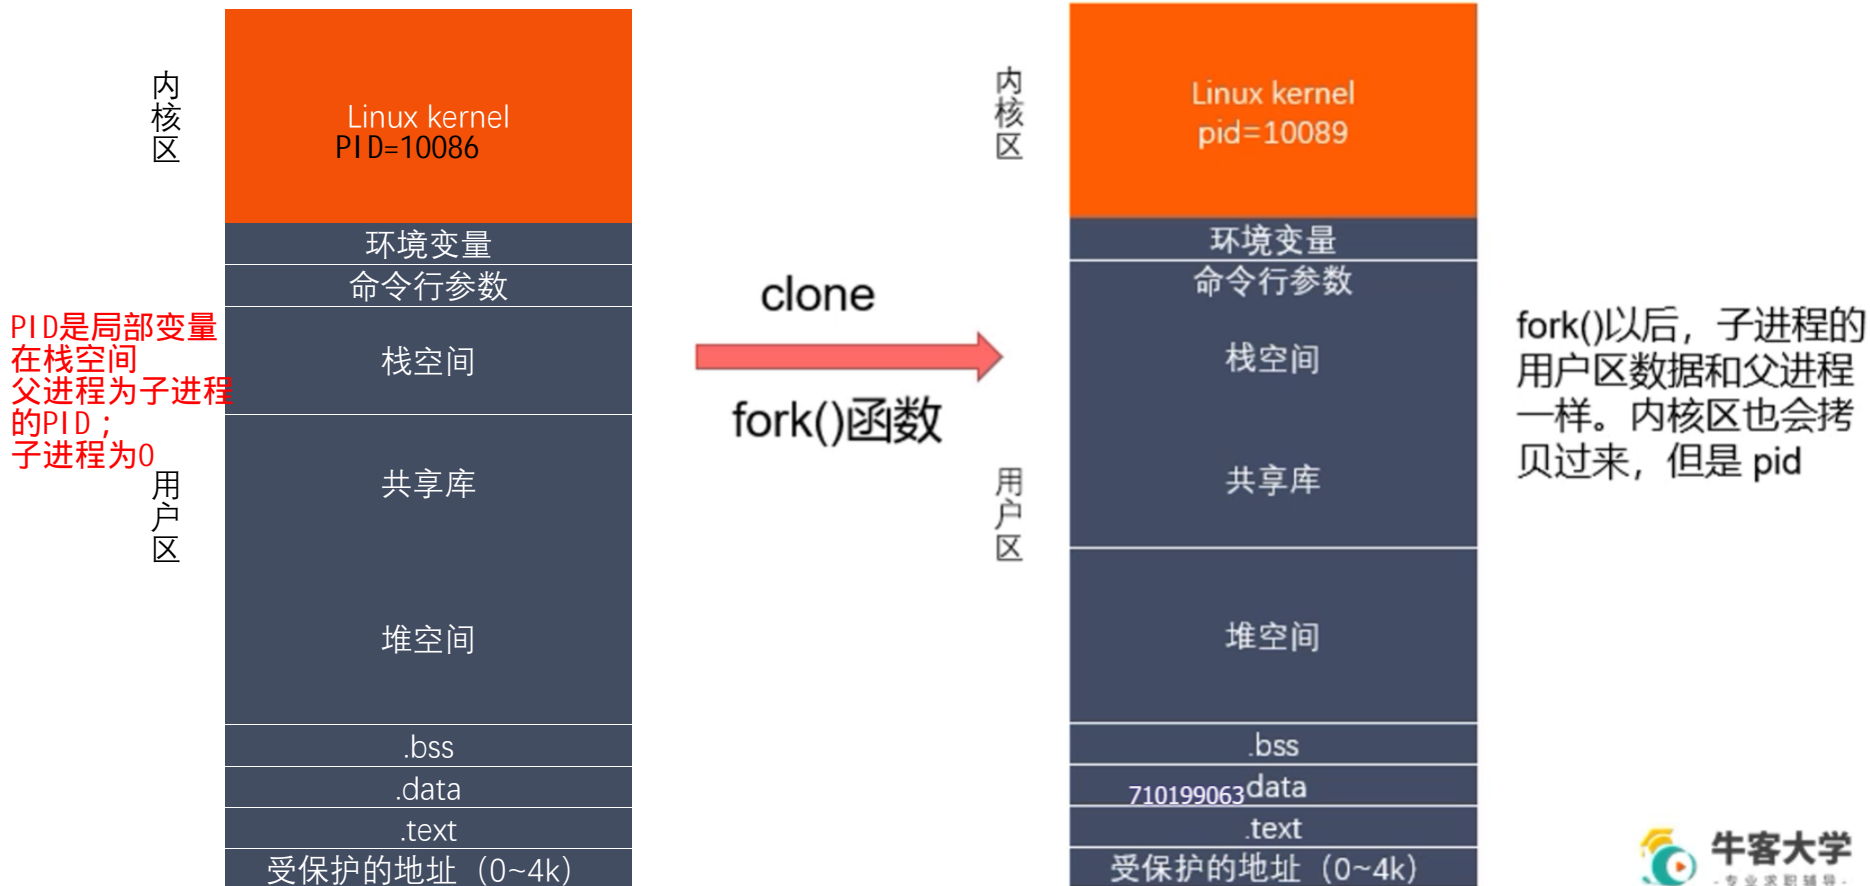 内核区
Linux kernel
PID=10086
环境变量
命令行参数
PID是局部变量
在栈空间
父进程为子进程
的PID；
子进程为0
栈空间
用户区
共享库
堆空间
.bss
.data
.text
受保护的地址（0~4k）
clone
fork()函数
内核区
Linux kernel
pid=10089
环境变量
命令行参数
栈空间
用户区
共享库
堆空间
.bss
710199063data
.text
受保护的地址（0~4k）
fork()以后，子进程的
用户区数据和父进程
一样。内核区也会拷
贝过来，但是 pid
牛客大学
-专业求职辅导-